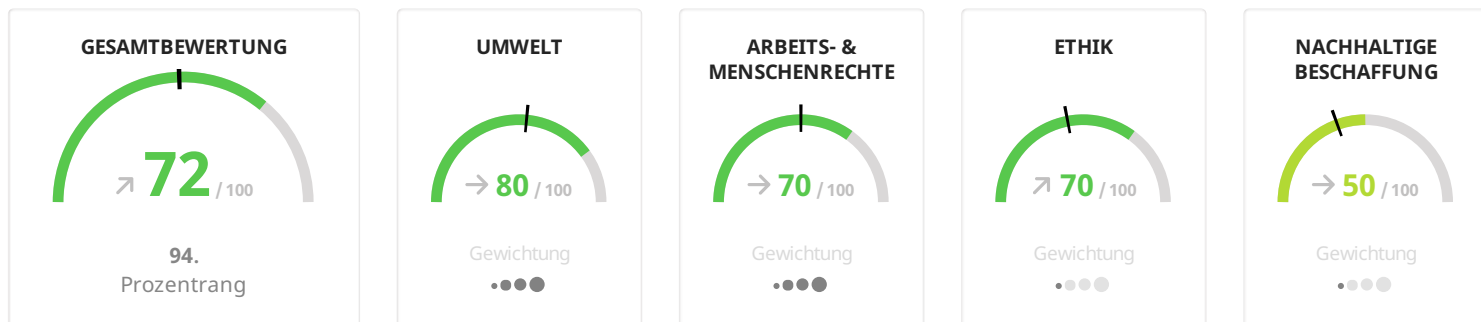 GESAMTBEWERTUNG
72 / 100
94.
Prozentrang
UMWELT
80 / 100
Gewichtung
ARBEITS- &
MENSCHENRECHTE
70 / 100
Gewichtung
ETHIK
70 / 100
Gewichtung
NACHHALTIGE
BESCHAFFUNG
50 / 100
Gewichtung